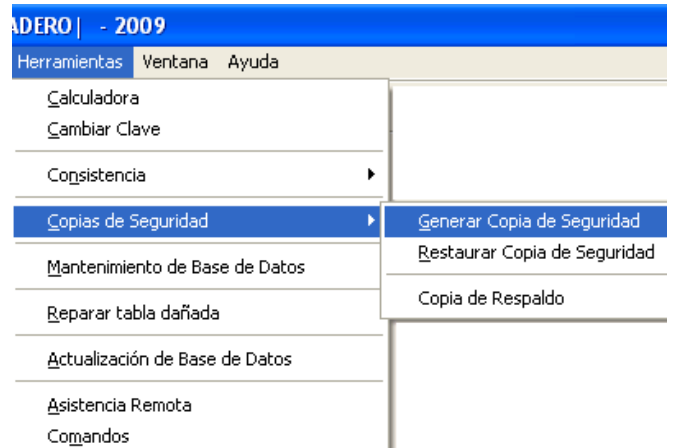 ADERO| - 2009
Herramientas Ventana Ayuda
Calculadora
Cambiar Clave
Consistencia
Copias de Seguridad
Generar Copia de Seguridad
Restaurar Copia de Seguridad
Mantenimiento de Base de Datos
Copia de Respaldo
Reparar tabla dañada
Actualización de Base de Datos
Asistencia Remota
Comandos